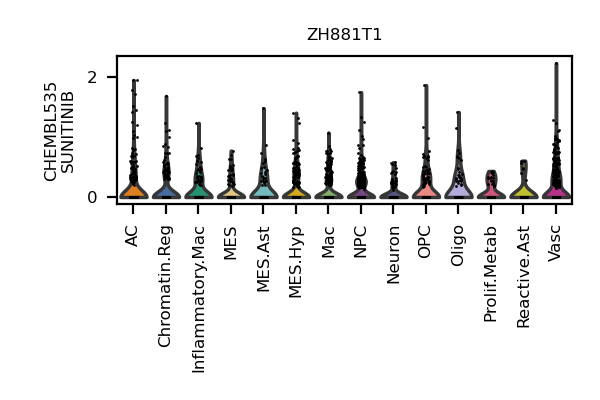 ZH881T1
CHEMBL535
SUNITINIB
2
0
AC
Chromatin.Reg
Inflammatory.Mac
MES
MES.Ast
MES.Hyp
Mac
NPC
Neuron
OPC
Oligo
Prolif.Metab
Reactive.Ast
Vasc